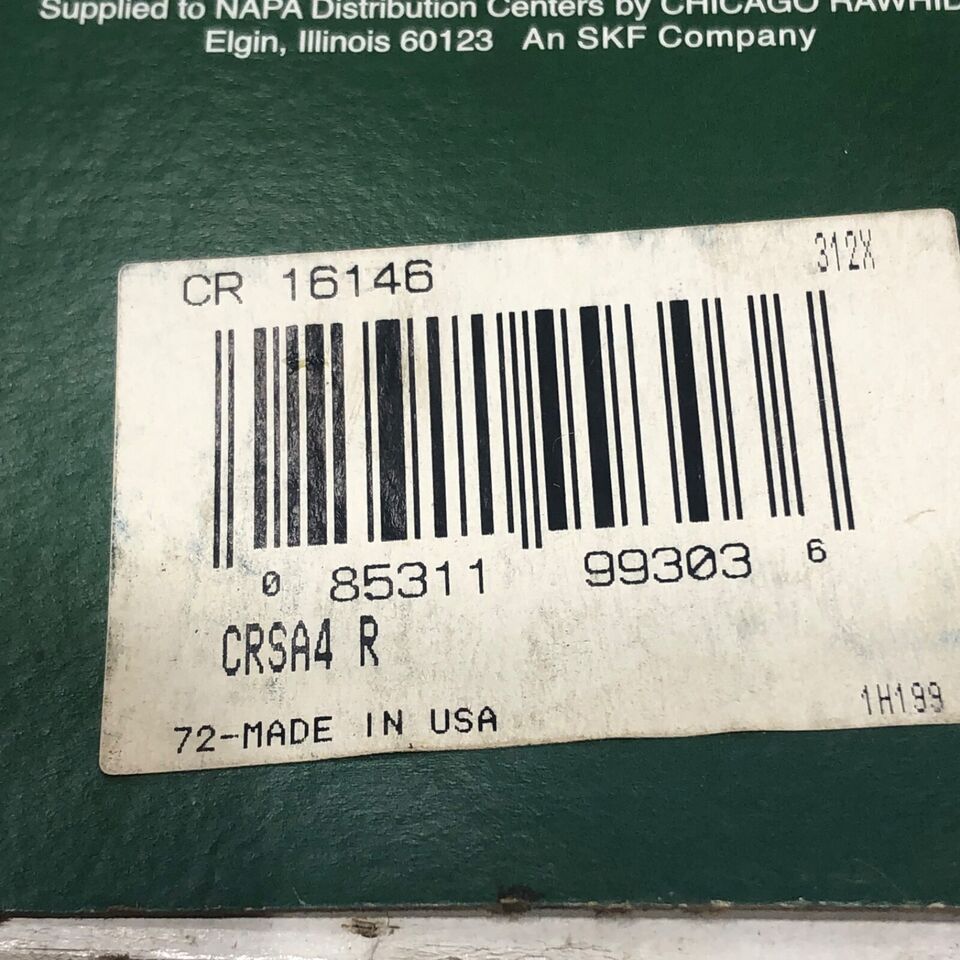 Supplied to NAPA Distribution Centers by CHICAGO RAWHID
Elgin, Illinois 60123 An SKF Company
CR 16146
312X
0 85311 99303 6
CRSA4 R
1H199
72-MADE IN USA